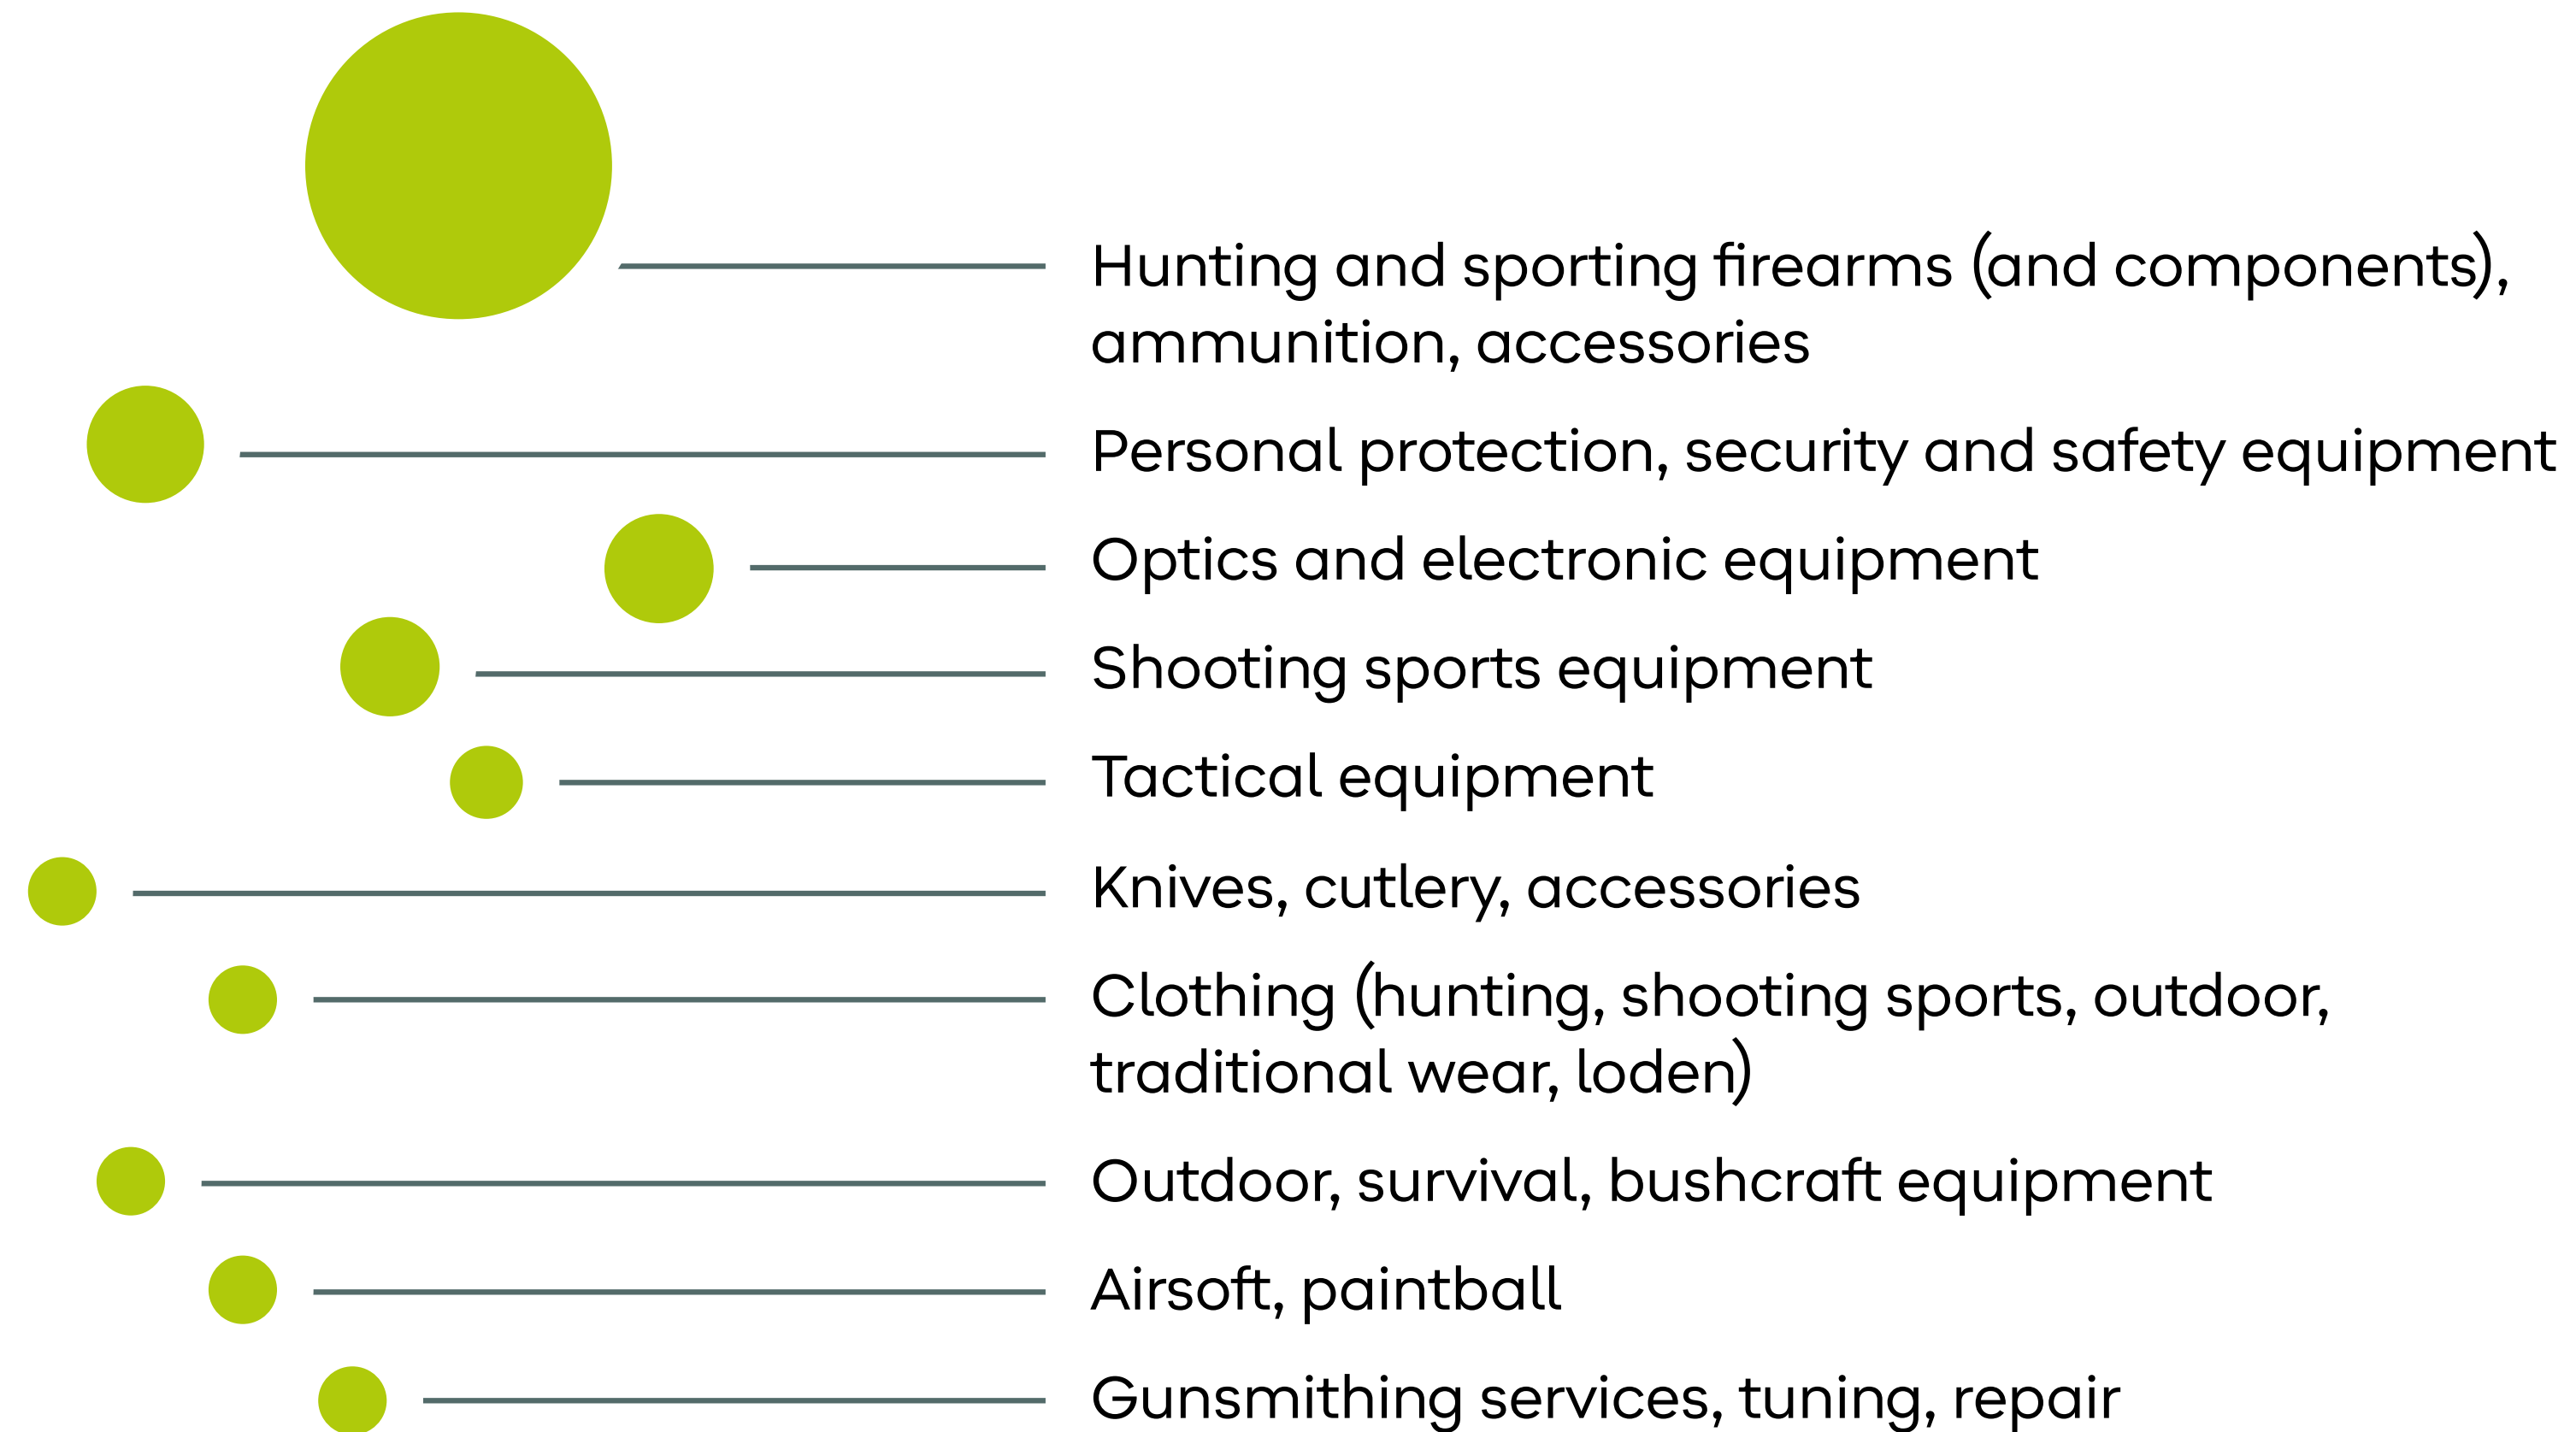 Hunting and sporting firearms (and components),
ammunition, accessories
Personal protection, security and safety equipment
Optics and electronic equipment
Shooting sports equipment
Tactical equipment
Knives, cutlery, accessories
Clothing (hunting, shooting sports, outdoor,
traditional wear, loden)
Outdoor, survival, bushcraft equipment
Airsoft, paintball
Gunsmithing services, tuning, repair